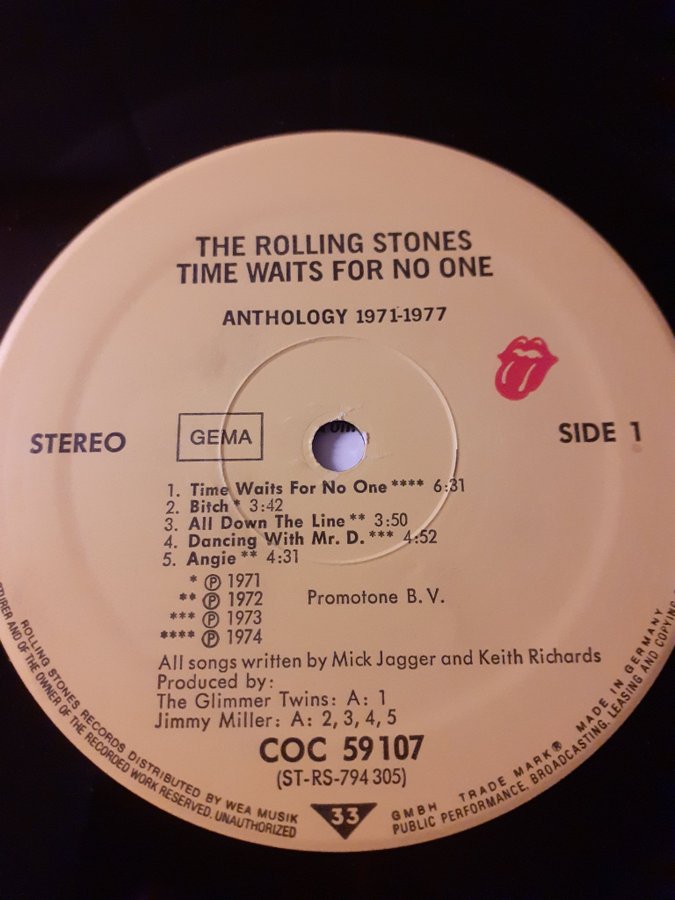 THE ROLLING STONES
TIME WAITS FOR NO ONE
ANTHOLOGY 1971-1977
STEREO
GEMA
SIDE 1
1. Time Waits For No One **** 6:31
2. Bitch * 3:42
3. All Down The Line ** 3:50
4. Dancing With Mr. D. *** 4:52
5. Angie ** 4:31
* ℗ 1971
** ℗ 1972 Promotone B.V.
*** ℗ 1973
**** ℗ 1974
All songs written by Mick Jagger and Keith Richards
Produced by:
The Glimmer Twins: A: 1
Jimmy Miller: A: 2, 3, 4, 5
COC 59107
(ST-RS-794 305)
33
ROLLING STONES RECORDS DISTRIBUTED BY WEA MUSIK GMBH TRADE MARK® MADE IN GERMANY
AND OF THE OWNER OF THE RECORDED WORK RESERVED. UNAUTHORIZED PUBLIC PERFORMANCE, BROADCASTING, LEASING AND COPYING